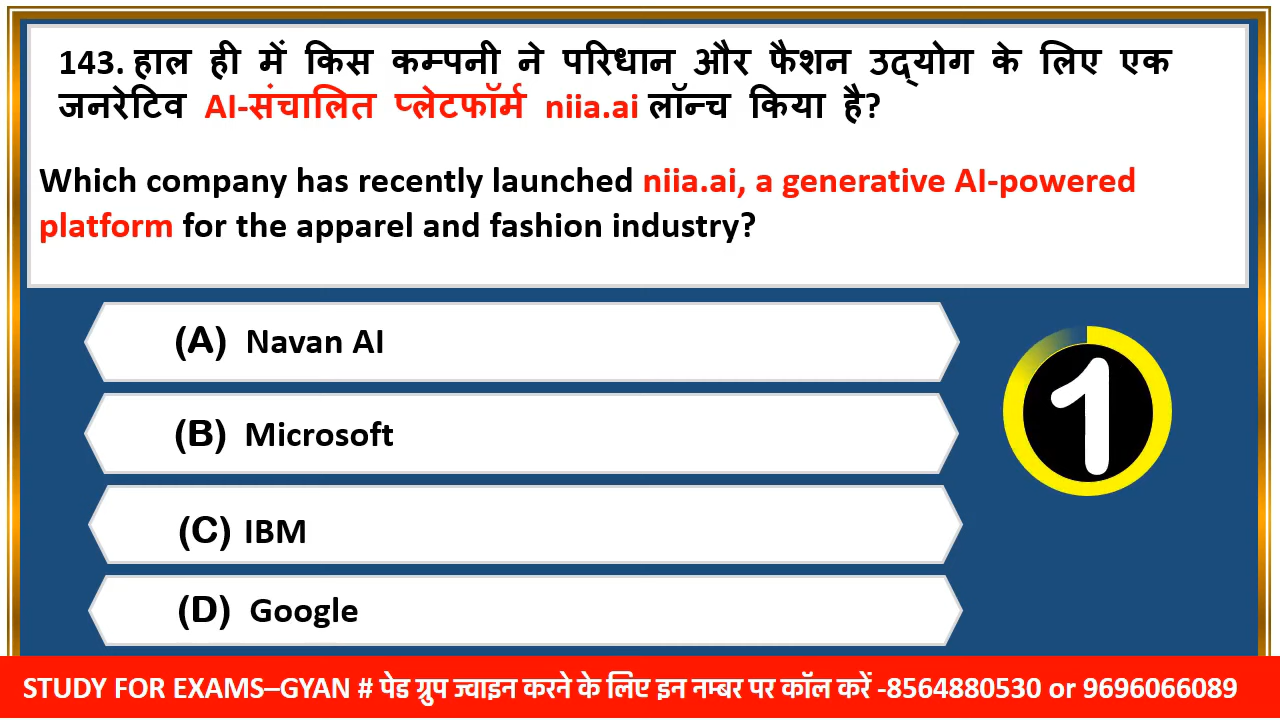 143. हाल ही में किस कम्पनी ने परिधान और फैशन उद्योग के लिए एक
जनरेटिव AI-संचालित प्लेटफॉर्म niia.ai लॉन्च किया है?
Which company has recently launched niia.ai, a generative AI-powered
platform for the apparel and fashion industry?
(A) Navan AI
(B) Microsoft
(C) IBM
(D) Google
1
STUDY FOR EXAMS–GYAN # पेड ग्रुप ज्वाइन करने के लिए इन नम्बर पर कॉल करें -8564880530 or 9696066089